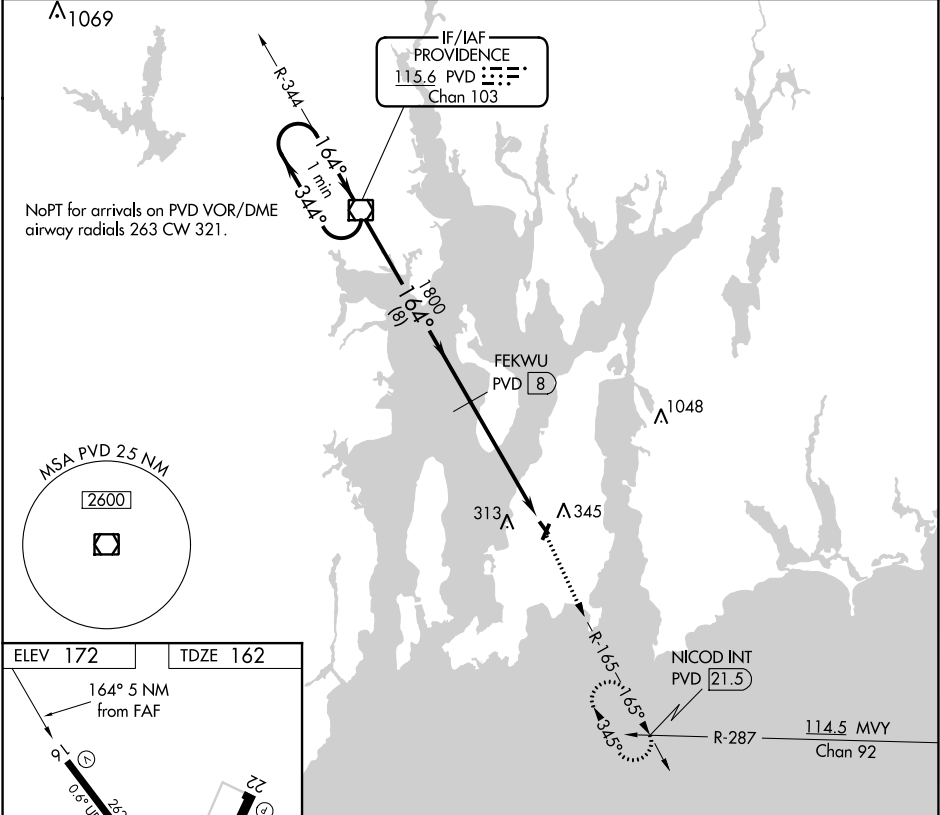 1069
IF/IAF
PROVIDENCE
115.6 PVD
Chan 103
R-344
164°
1 min
344°
NoPT for arrivals on PVD VOR/DME
airway radials 263 CW 321.
1800
164°
(8)
FEKWU
PVD 8
1048
MSA PVD 25 NM
2600
313
345
R-165
165°
345°
NICOD INT
PVD 21.5
R-287
114.5 MVY
Chan 92
ELEV 172
TDZE 162
164° 5 NM
from FAF
16
V
0.6° UP
22
P